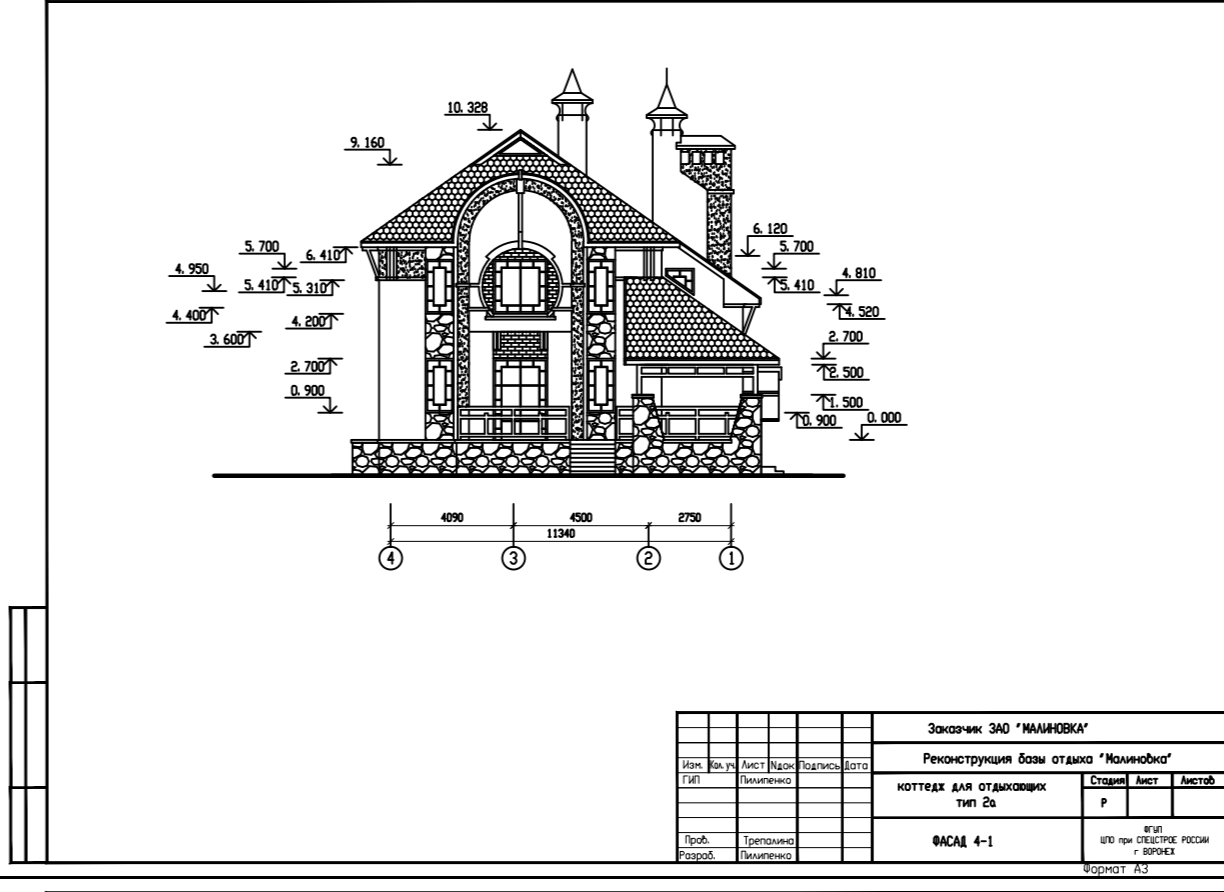 10. 328
9. 160
6. 120
5. 700
6. 410
5. 700
4. 950
5. 410
5. 310
5. 410
4. 810
4. 400
4. 200
4. 520
3. 600
2. 700
2. 700
2. 500
0. 900
1. 500
0. 900
0. 000
4090
4500
2750
11340
4
3
2
1
Заказчик ЗАО "МАЛИНОВКА"
Реконструкция базы отдыха "Малиновка"
Изм. Кол. уч. Лист Nдок Подпись Дата
ГИП Пилипенко
коттедж для отдыхающих
тип 2а
Стадия Лист Листов
Р
Пров. Трепалина
Разраб. Пилипенко
ФАСАД 4-1
ФГУП
ЦПО при СПЕЦСТРОЕ РОССИИ
г ВОРОНЕЖ
Формат А3